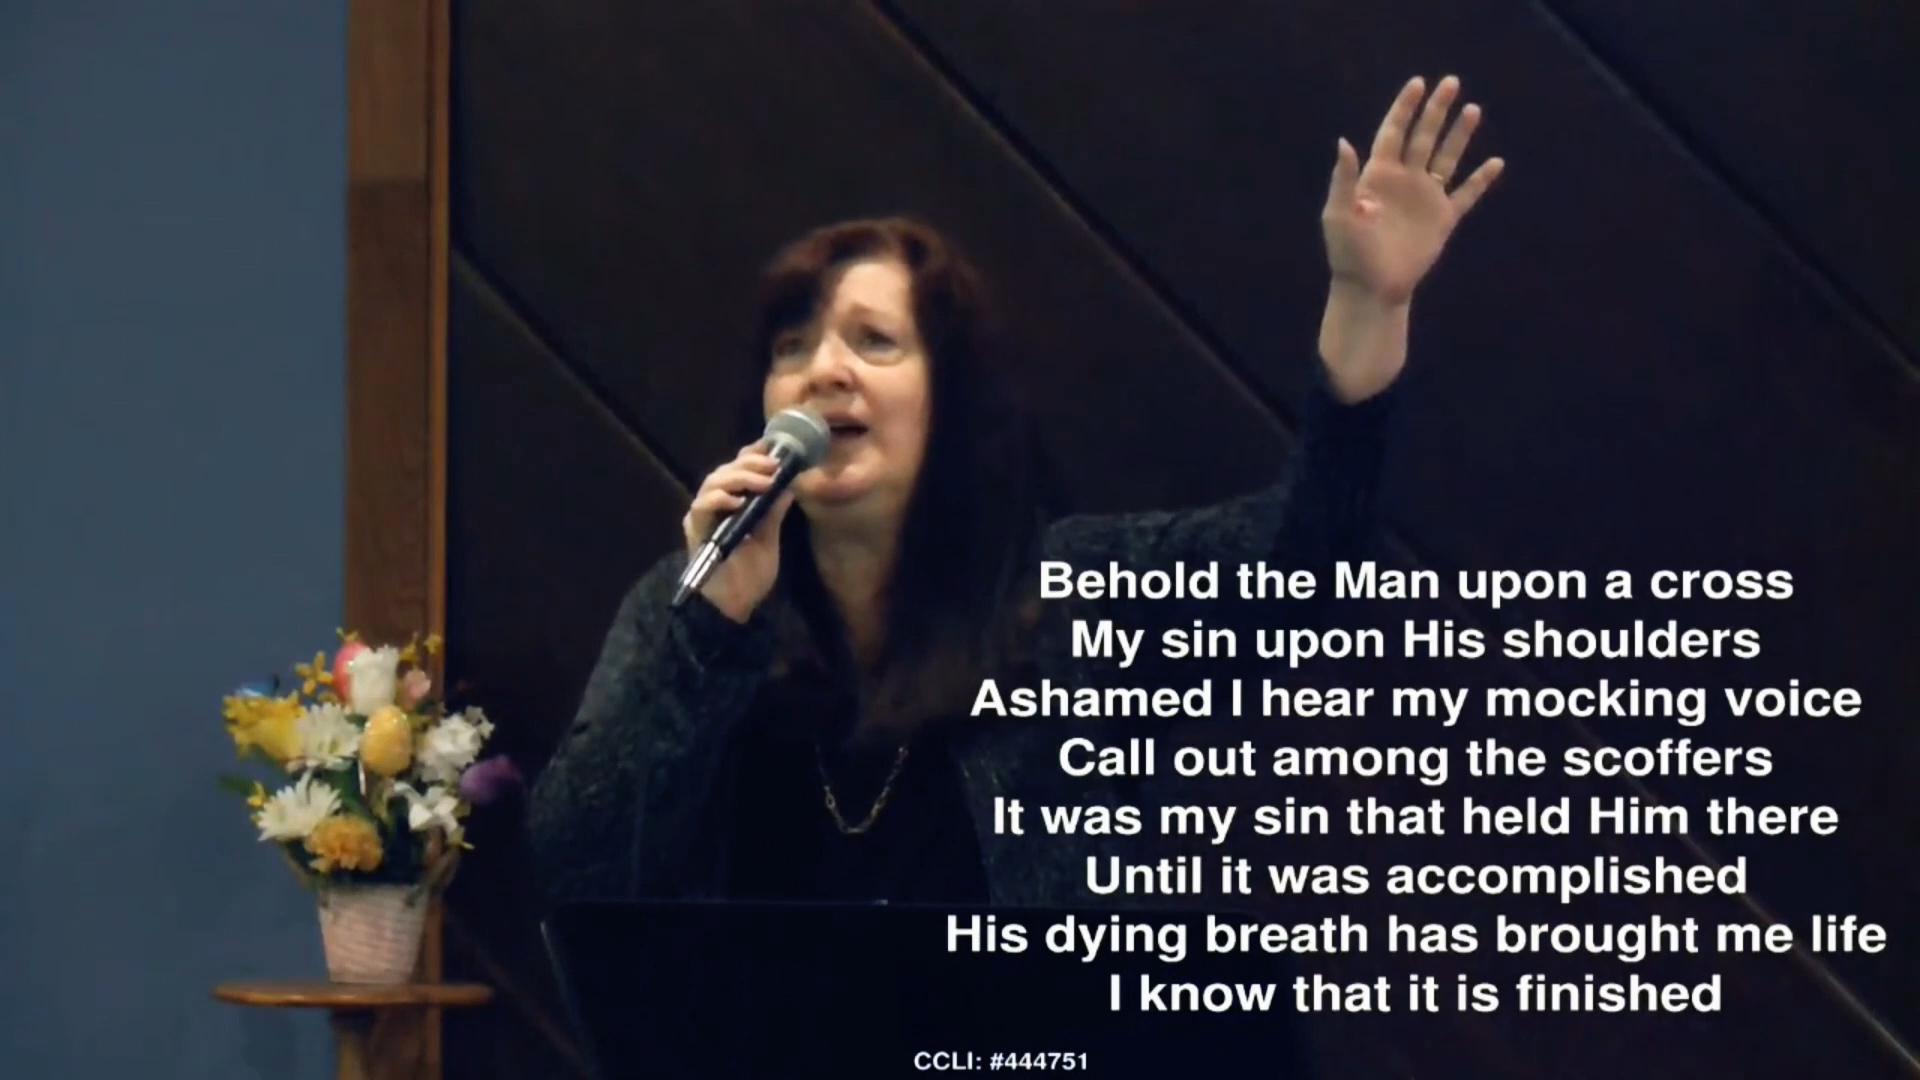 Behold the Man upon a cross
My sin upon His shoulders
Ashamed I hear my mocking voice
Call out among the scoffers
It was my sin that held Him there
Until it was accomplished
His dying breath has brought me life
I know that it is finished
CCLI: #444751